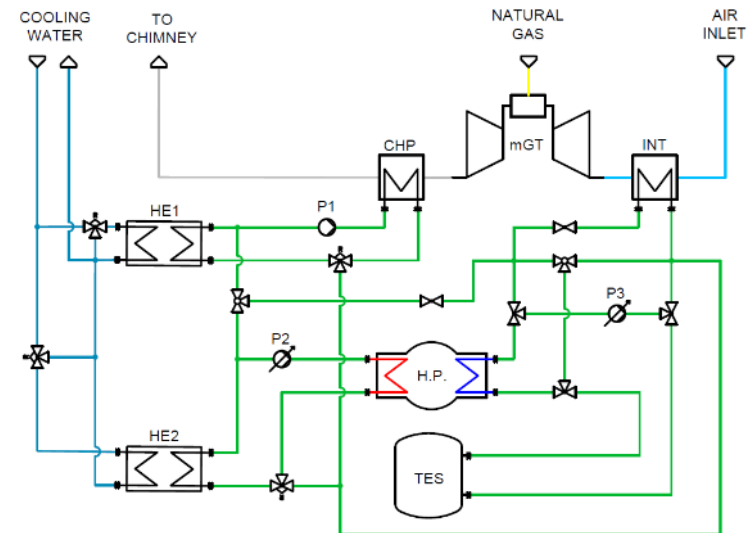 COOLING
WATER
TO
CHIMNEY
NATURAL
GAS
AIR
INLET
CHP
mGT
INT
HE1
P1
P3
P2
H.P.
HE2
TES